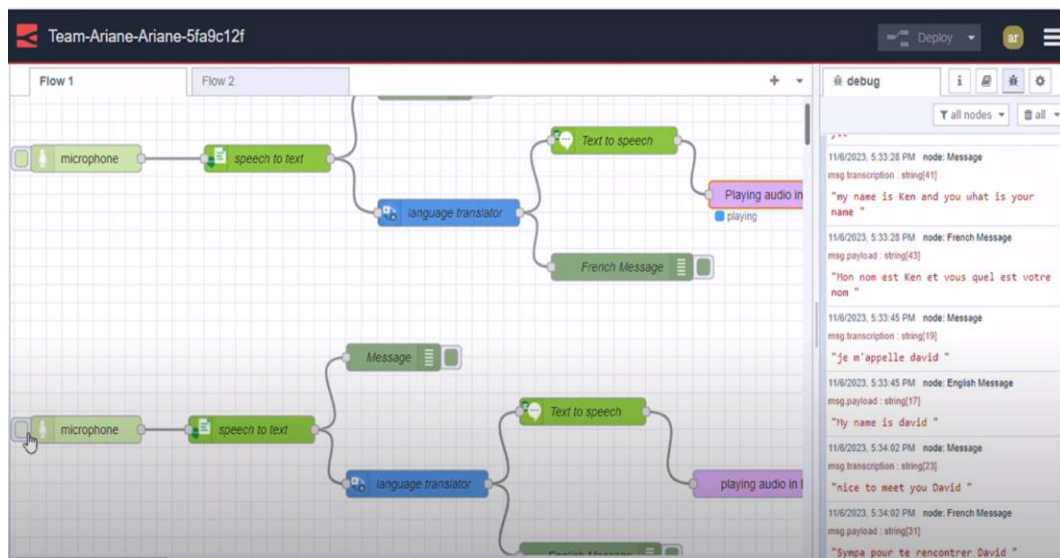 Team-Ariane-Ariane-5fa9c12f
Deploy
ar
Flow 1
Flow 2
microphone
speech to text
Text to speech
language translator
Playing audio in
playing
French Message
Message
microphone
speech to text
Text to speech
language translator
playing audio in
English Message
debug
i
all nodes
all
11/6/2023, 5:33:28 PM node: Message
msg.transcription : string[41]
"my name is Ken and you what is your
name "
11/6/2023, 5:33:28 PM node: French Message
msg.payload : string[43]
"Mon nom est Ken et vous quel est votre
nom "
11/6/2023, 5:33:45 PM node: Message
msg.transcription : string[19]
"je m'appelle david "
11/6/2023, 5:33:45 PM node: English Message
msg.payload : string[17]
"My name is david "
11/6/2023, 5:34:02 PM node: Message
msg.transcription : string[23]
"nice to meet you David "
11/6/2023, 5:34:02 PM node: French Message
msg.payload : string[31]
"Sympa pour te rencontrer David "